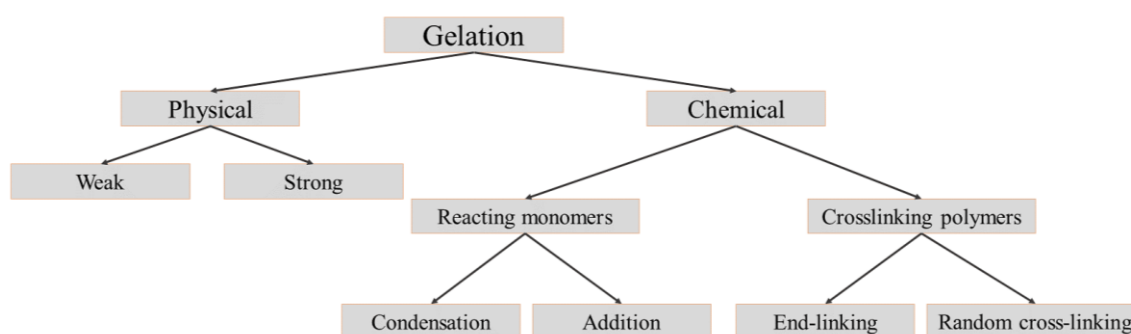 Gelation
Physical
Chemical
Weak
Strong
Reacting monomers
Crosslinking polymers
Condensation
Addition
End-linking
Random cross-linking